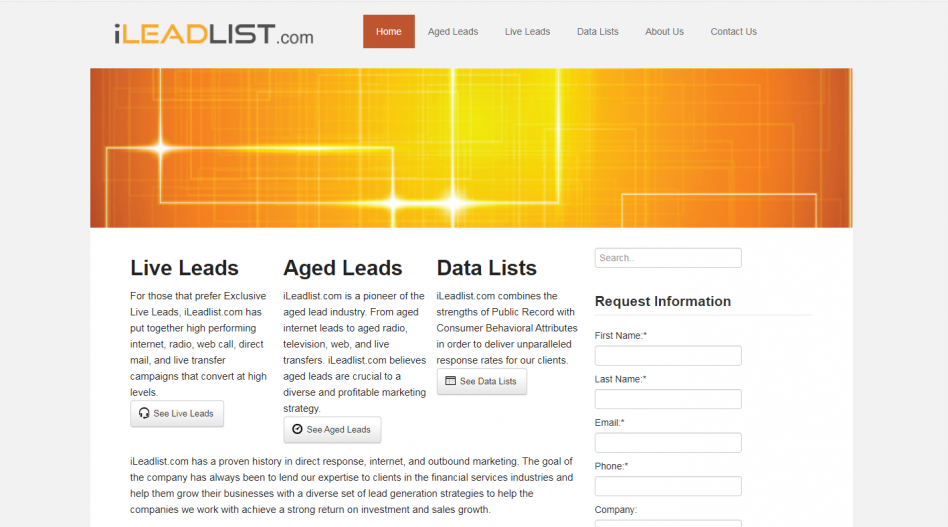 iLEADLIST.com
Home Aged Leads Live Leads Data Lists About Us Contact Us
Live Leads
For those that prefer Exclusive
Live Leads, iLeadlist.com has
put together high performing
internet, radio, web call, direct
mail, and live transfer
campaigns that convert at high
levels.
See Live Leads
Aged Leads
iLeadlist.com is a pioneer of the
aged lead industry. From aged
internet leads to aged radio,
television, web, and live
transfers. iLeadlist.com believes
aged leads are crucial to a
diverse and profitable marketing
strategy.
See Aged Leads
Data Lists
iLeadlist.com combines the
strengths of Public Record with
Consumer Behavioral Attributes
in order to deliver unparalleled
response rates for our clients.
See Data Lists
iLeadlist.com has a proven history in direct response, internet, and outbound marketing. The goal of
the company has always been to lend our expertise to clients in the financial services industries and
help them grow their businesses with a diverse set of lead generation strategies to help the
companies we work with achieve a strong return on investment and sales growth.
Search..
Request Information
First Name:*
Last Name:*
Email:*
Phone:*
Company: